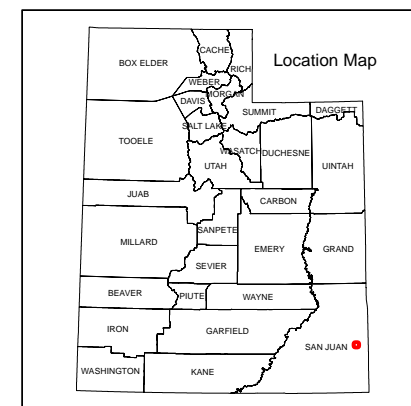 Location Map
BOX ELDER
CACHE
RICH
WEBER
MORGAN
DAVIS
SUMMIT
DAGGETT
SALT LAKE
TOOELE
WASATCH
DUCHESNE
UTAH
UINTAH
JUAB
CARBON
SANPETE
MILLARD
EMERY
GRAND
SEVIER
BEAVER
PIUTE
WAYNE
IRON
GARFIELD
SAN JUAN
WASHINGTON
KANE